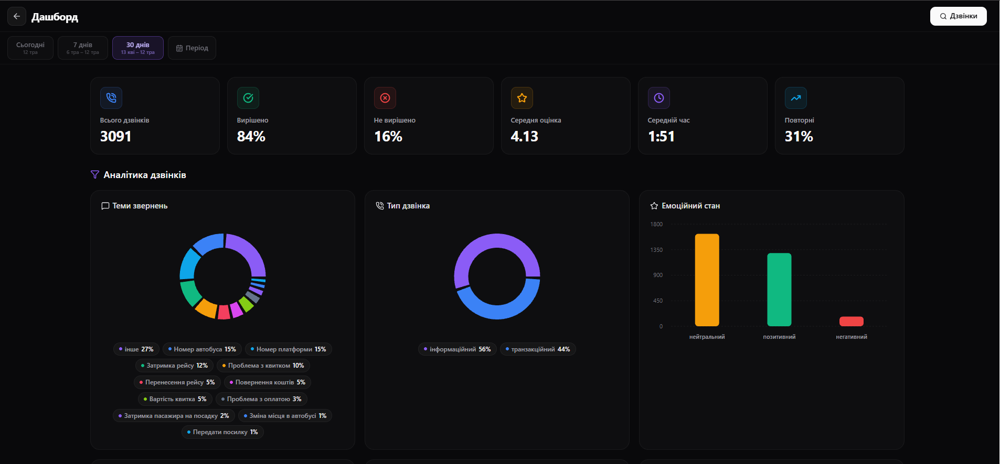 Дашборд
Дзвінки
Сьогодні
12 тра
7 днів
6 тра – 12 тра
30 днів
13 кві – 12 тра
Період
Всього дзвінків
3091
Вирішено
84%
Не вирішено
16%
Середня оцінка
4.13
Середній час
1:51
Повторні
31%
Аналітика дзвінків
Теми звернень
інше 27%
Номер автобуса 15%
Номер платформи 15%
Затримка рейсу 12%
Проблема з квитком 10%
Перенесення рейсу 5%
Повернення коштів 5%
Вартість квитка 5%
Проблема з оплатою 3%
Затримка пасажира на посадку 2%
Зміна місця в автобусі 1%
Передати посилку 1%
Тип дзвінка
інформаційний 56%
транзакційний 44%
Емоційний стан
1800
1350
900
450
0
нейтральний
позитивний
негативний